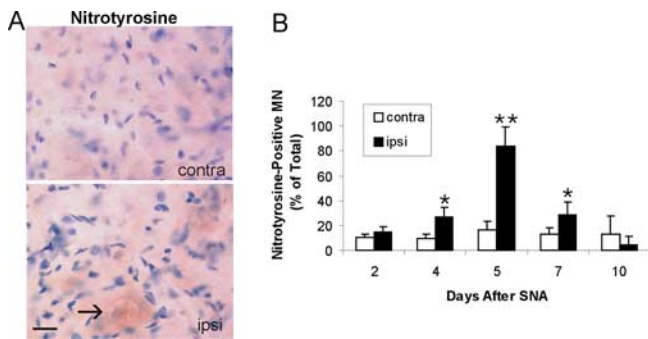 A
Nitrotyrosine
contra
ipsi
B
Nitrotyrosine-Positive MN
(% of Total)
120
100
80
60
40
20
0
contra
ipsi
*
**
*
2 4 5 7 10
Days After SNA